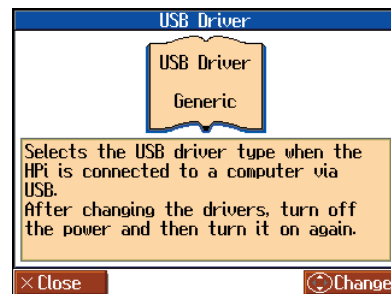 USB Driver
USB Driver
Generic
Selects the USB driver type when the
HPi is connected to a computer via
USB.
After changing the drivers, turn off
the power and then turn it on again.
×Close
Change